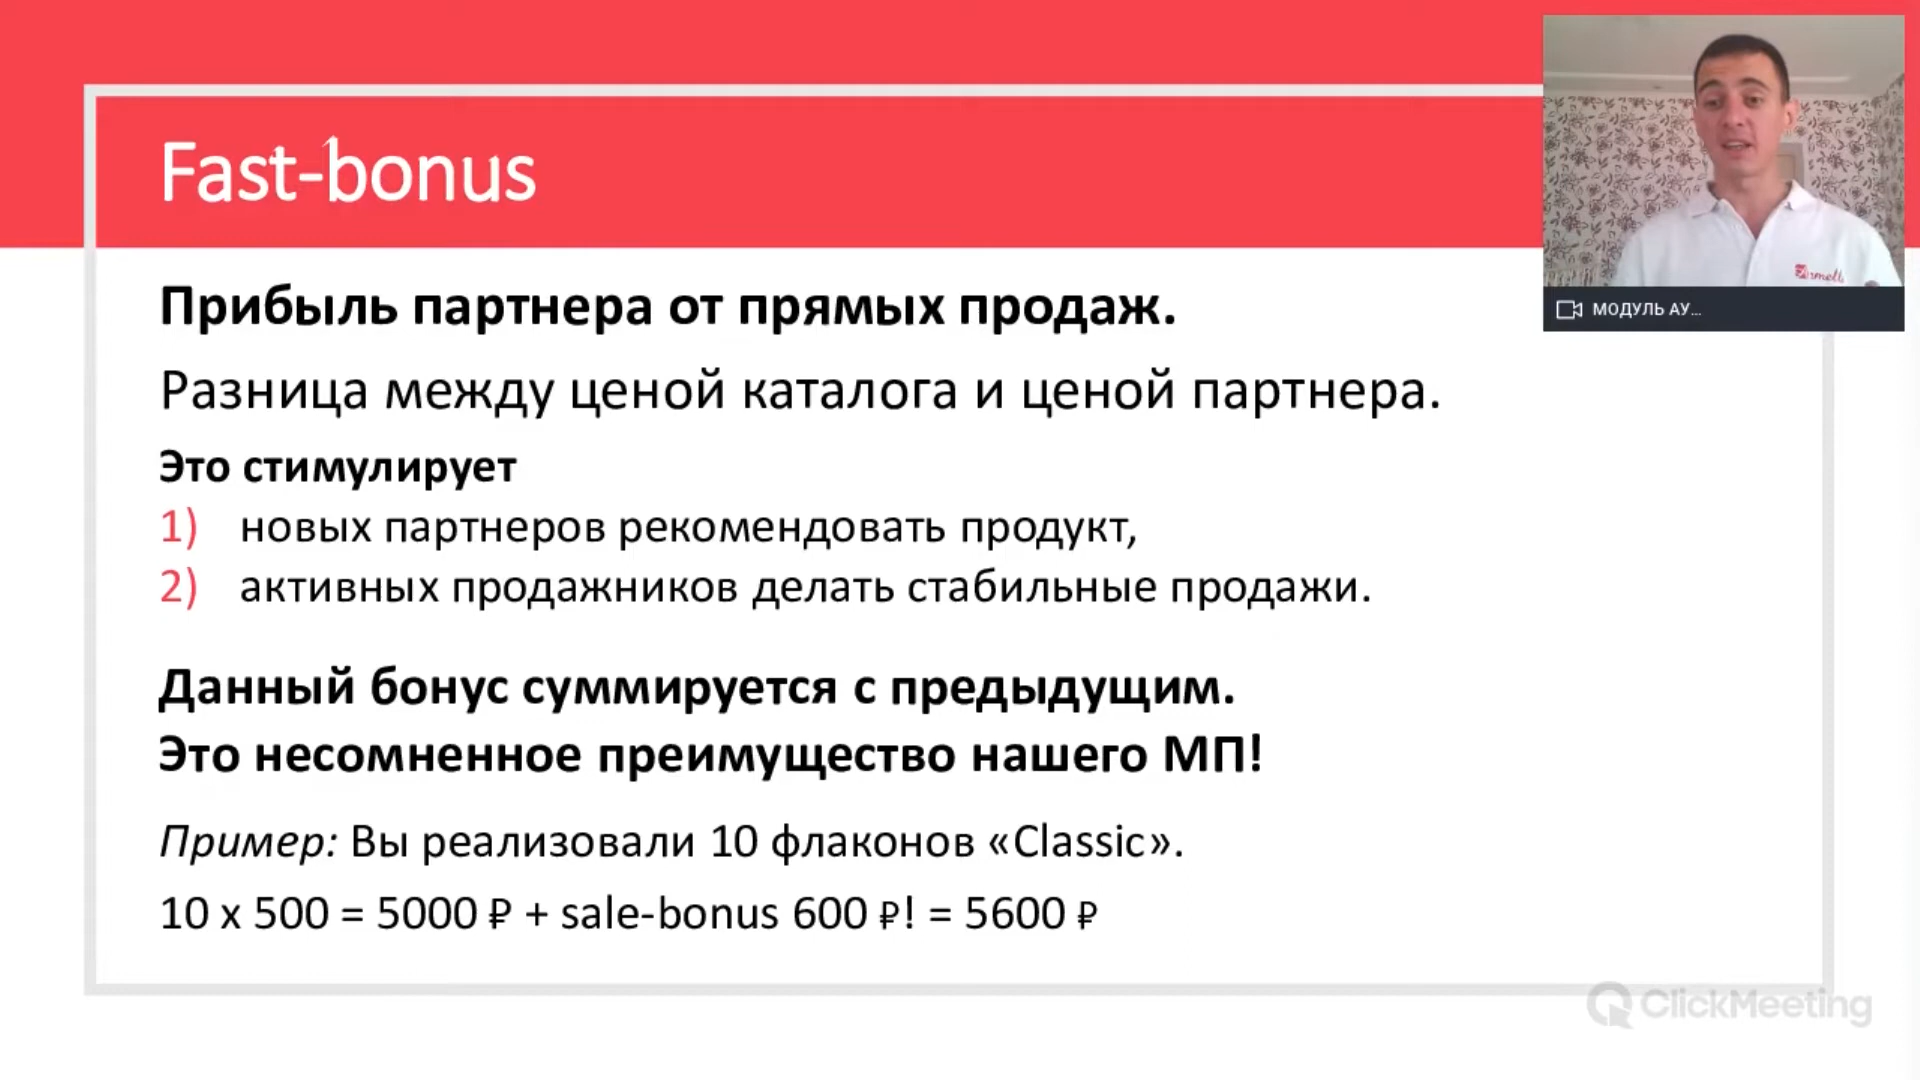 Fast-bonus
Прибыль партнера от прямых продаж.
Разница между ценой каталога и ценой партнера.
Это стимулирует
1) новых партнеров рекомендовать продукт,
2) активных продажников делать стабильные продажи.
Данный бонус суммируется с предыдущим.
Это несомненное преимущество нашего МП!
Пример: Вы реализовали 10 флаконов «Classic».
10 х 500 = 5000 ₽ + sale-bonus 600 ₽! = 5600 ₽
МОДУЛЬ АУ...
ClickMeeting